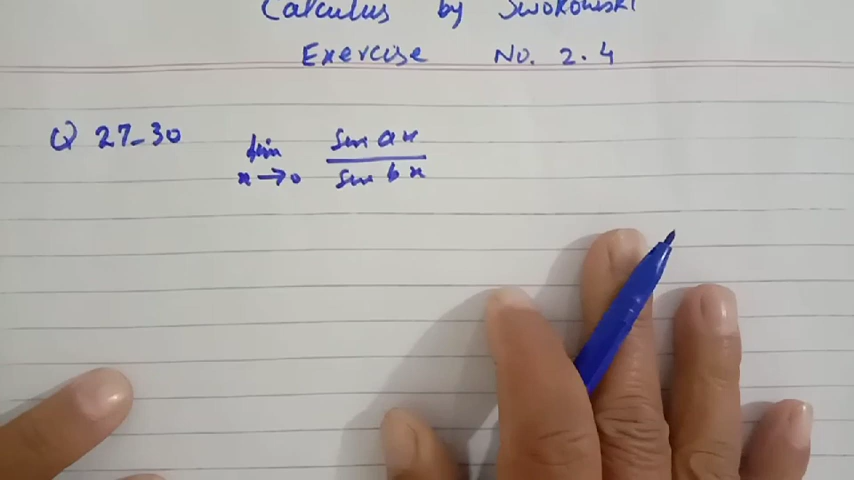 Calculus by Swokowski
Exercise No. 2.4
Q 27-30 lim x→0 sin ax / sin bx